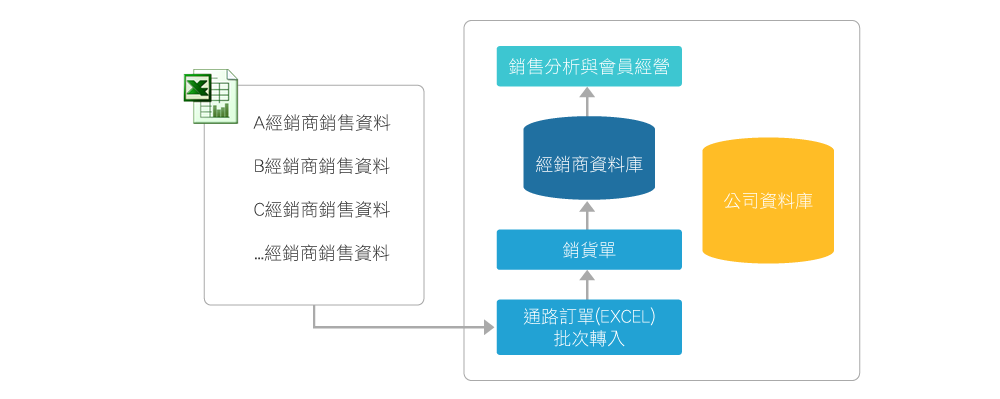 A經銷商銷售資料
B經銷商銷售資料
C經銷商銷售資料
...經銷商銷售資料
銷售分析與會員經營
經銷商資料庫
公司資料庫
銷貨單
通路訂單(EXCEL)
批次轉入